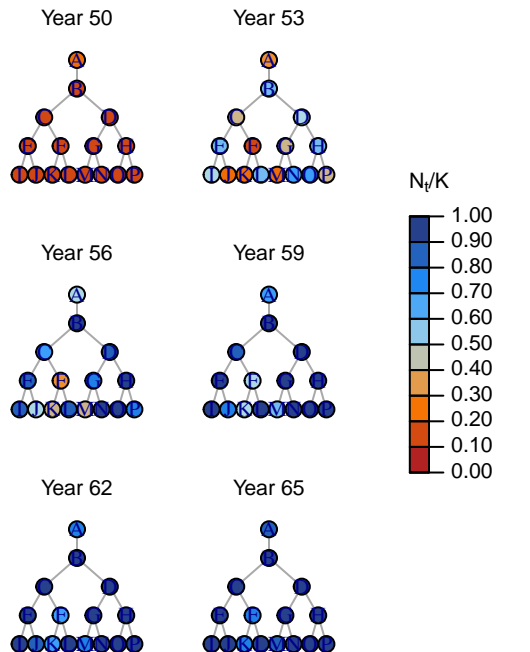 Year 50
A
B
C D
E F G H
I J K L M N O P
Year 53
A
B
C D
E F G H
I J K L M N O P
Year 56
A
B
C D
E F G H
I J K L M N O P
Year 59
A
B
C D
E F G H
I J K L M N O P
Year 62
A
B
C D
E F G H
I J K L M N O P
Year 65
A
B
C D
E F G H
I J K L M N O P
Nt/K
1.00
0.90
0.80
0.70
0.60
0.50
0.40
0.30
0.20
0.10
0.00